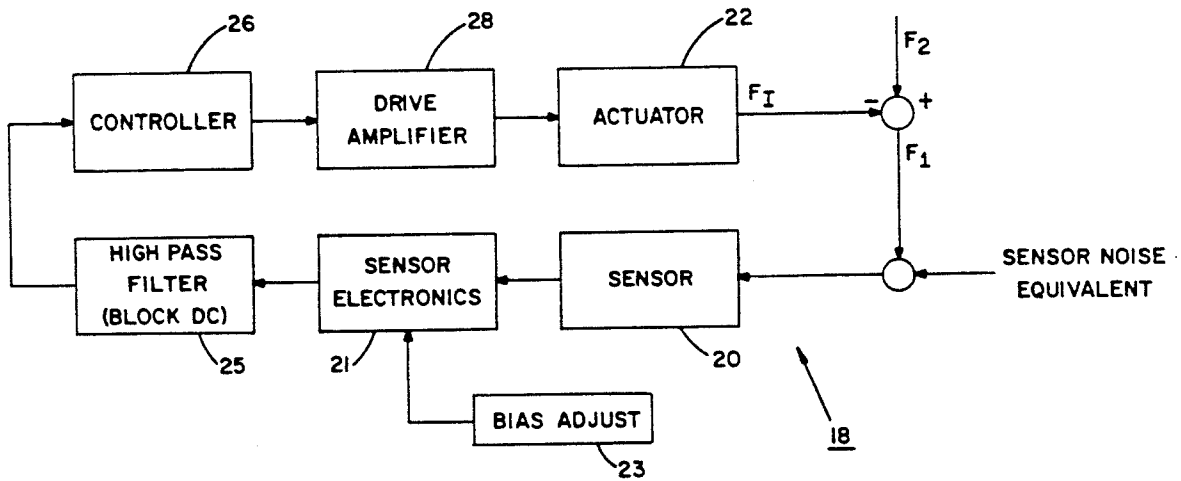 26
28
22
F2
CONTROLLER
DRIVE
AMPLIFIER
ACTUATOR
FI
-
+
F1
HIGH PASS
FILTER
(BLOCK DC)
SENSOR
ELECTRONICS
SENSOR
SENSOR NOISE
EQUIVALENT
25
21
20
BIAS ADJUST
23
18